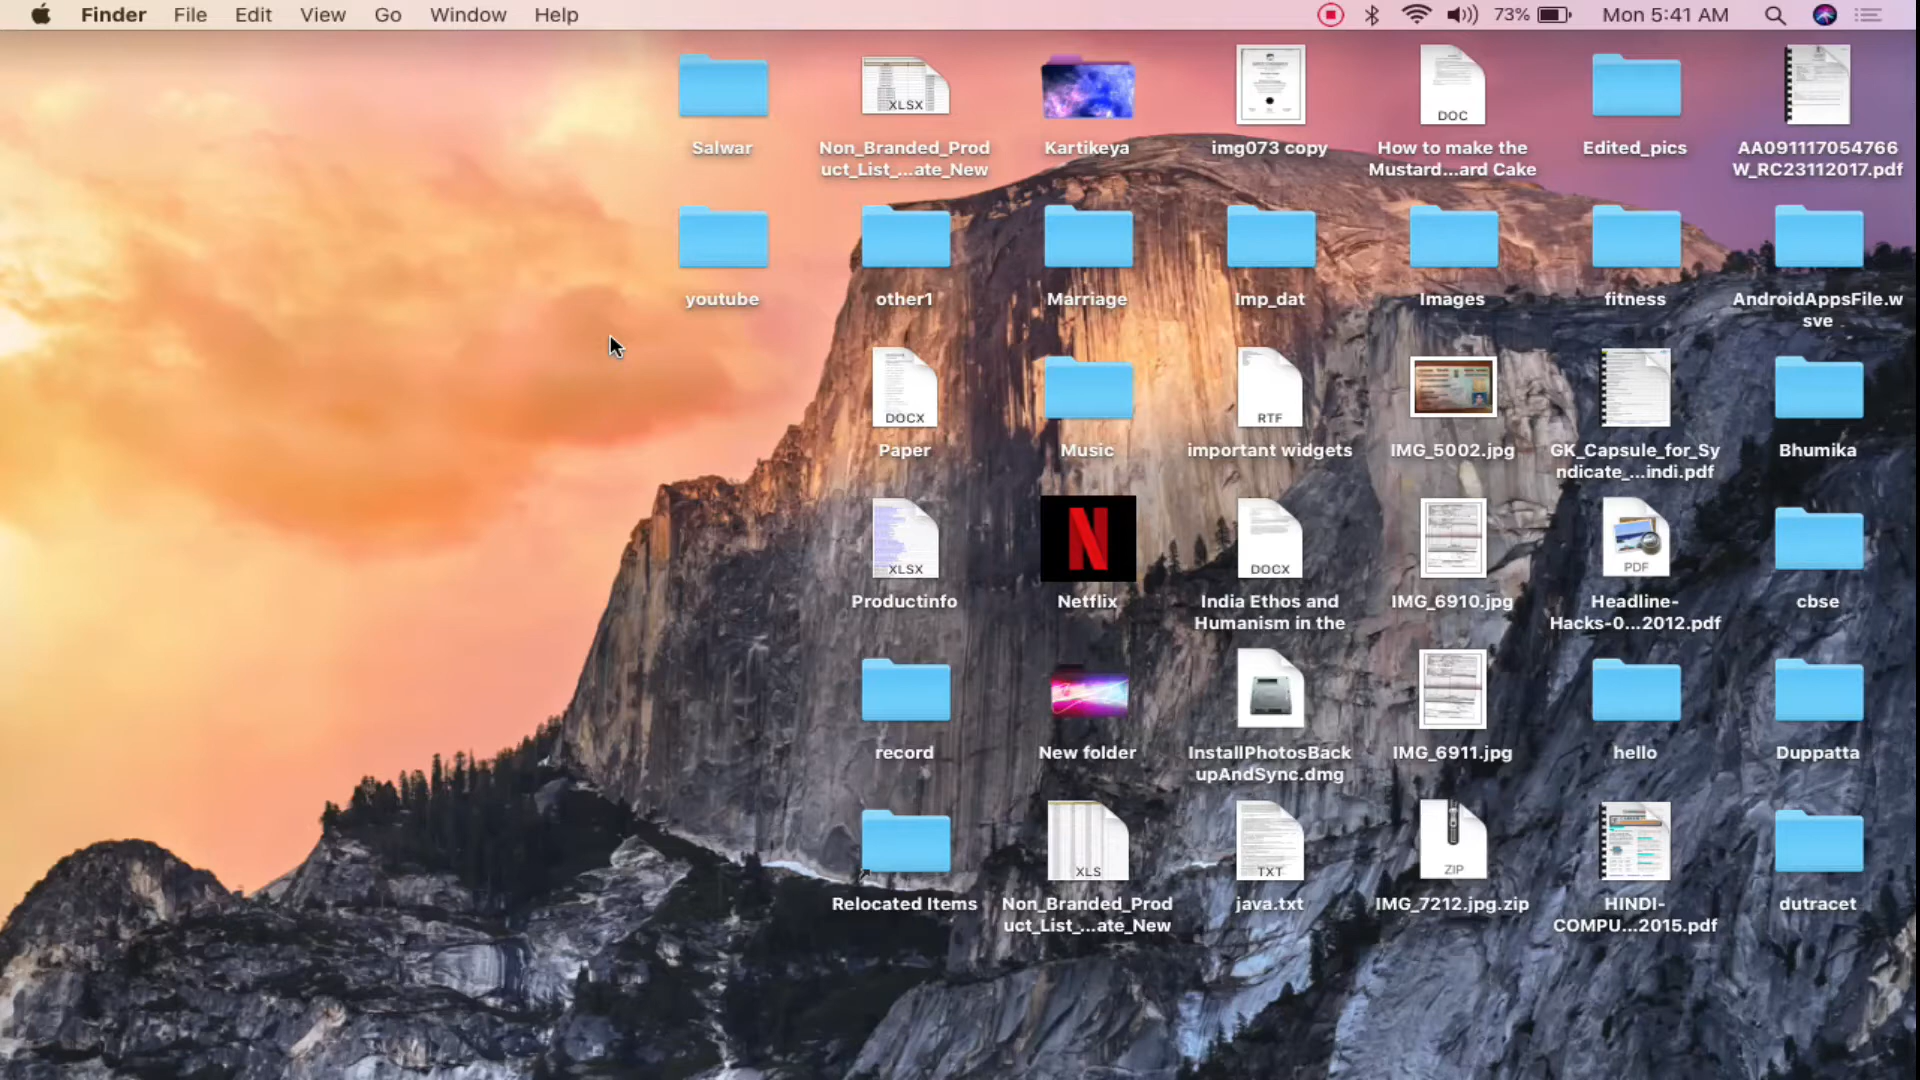 Finder File Edit View Go Window Help 73% Mon 5:41 AM
Salwar
XLSX
Non_Branded_Prod
uct_List_...ate_New
Kartikeya
img073 copy
DOC
How to make the
Mustard...ard Cake
Edited_pics
AA091117054766
W_RC23112017.pdf
youtube
other1
Marriage
Imp_dat
Images
fitness
AndroidAppsFile.w
sve
DOCX
Paper
Music
RTF
important widgets
IMG_5002.jpg
GK_Capsule_for_Sy
ndicate_...indi.pdf
Bhumika
XLSX
Productinfo
N
Netflix
DOCX
India Ethos and
Humanism in the
IMG_6910.jpg
PDF
Headline-
Hacks-0...2012.pdf
cbse
record
New folder
InstallPhotosBack
upAndSync.dmg
IMG_6911.jpg
hello
Duppatta
Relocated Items
XLS
Non_Branded_Prod
uct_List_...ate_New
TXT
java.txt
ZIP
IMG_7212.jpg.zip
HINDI-
COMPU...2015.pdf
dutracet